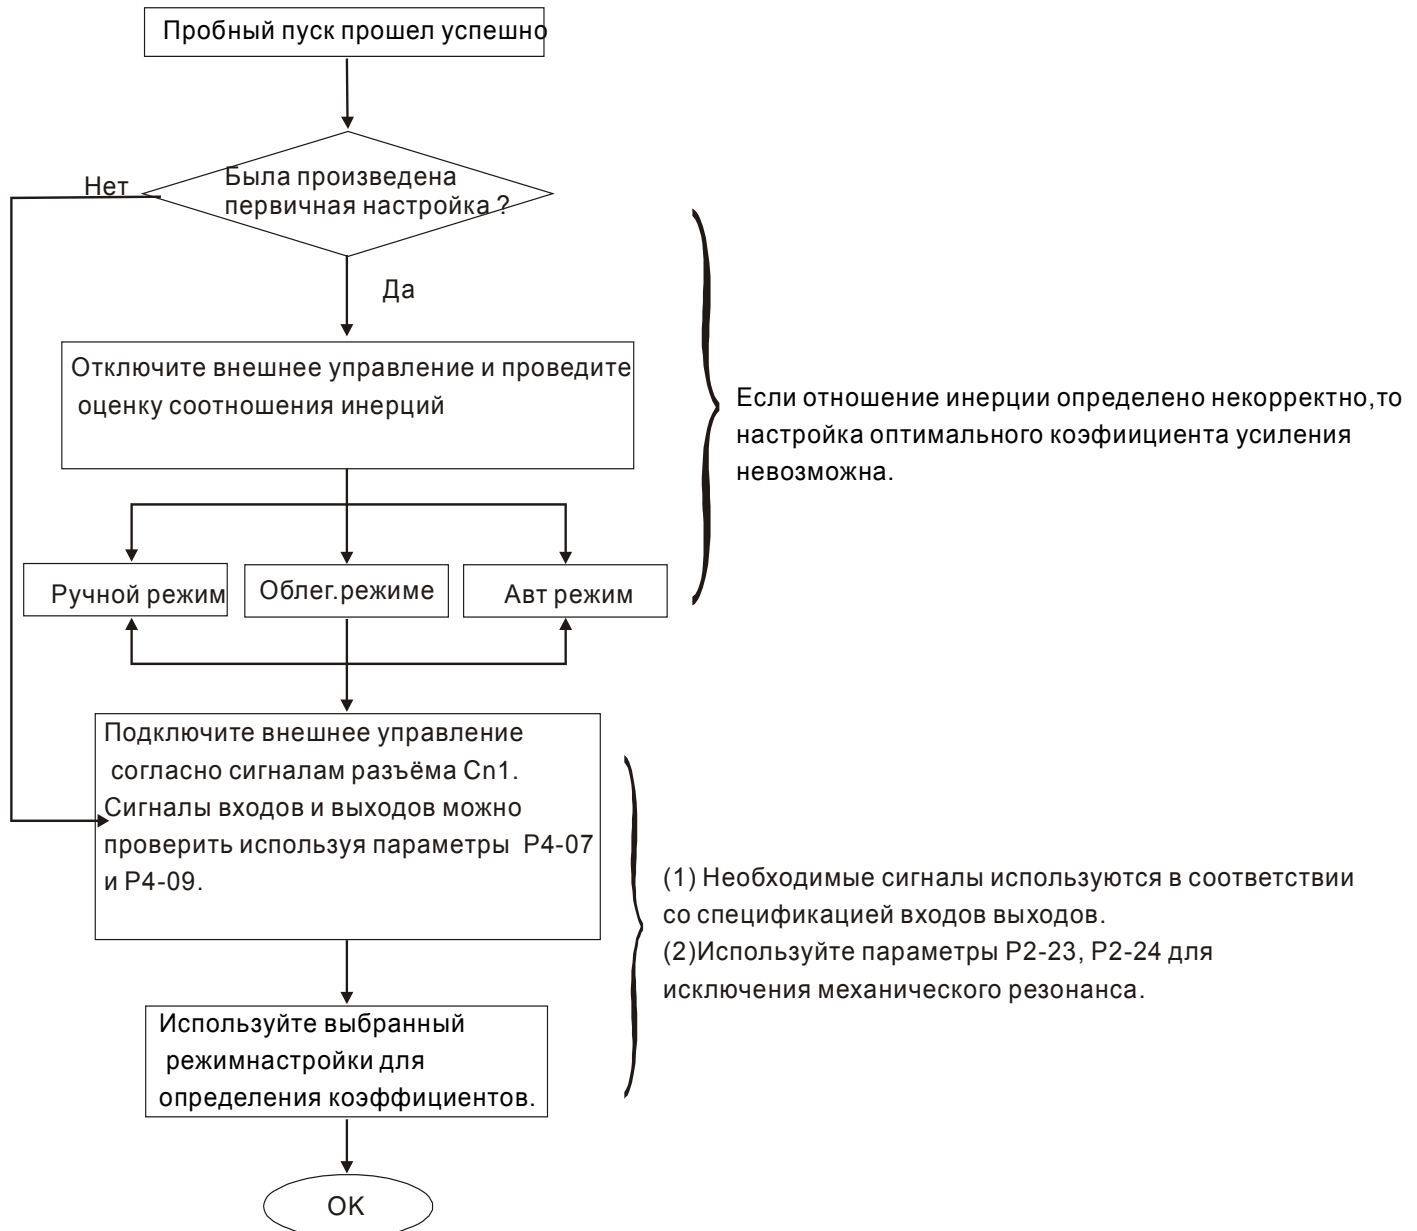 Пробный пуск прошел успешно
Нет
Была произведена
первичная настройка ?
Да
Отключите внешнее управление и проведите
оценку соотношения инерций
Если отношение инерции определено некорректно,то
настройка оптимального коэфиициента усиления
невозможна.
Ручной режим
Облег.режиме
Авт режим
Подключите внешнее управление
согласно сигналам разъёма Cn1.
Сигналы входов и выходов можно
проверить используя параметры P4-07
и P4-09.
(1) Необходимые сигналы используются в соответствии
со спецификацией входов выходов.
(2)Используйте параметры P2-23, P2-24 для
исключения механического резонанса.
Используйте выбранный
режимнастройки для
определения коэффициентов.
OK